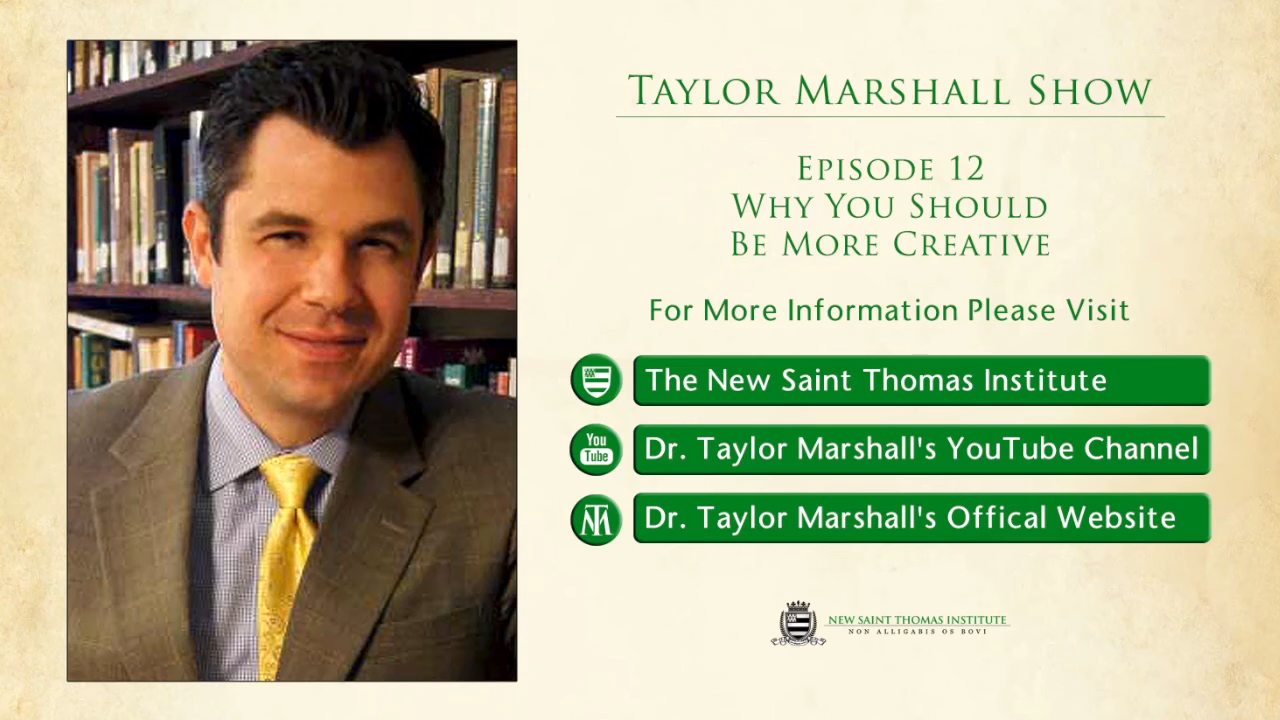 TAYLOR MARSHALL SHOW
EPISODE 12
WHY YOU SHOULD
BE MORE CREATIVE
For More Information Please Visit
The New Saint Thomas Institute
You
Tube
Dr. Taylor Marshall's YouTube Channel
TM
Dr. Taylor Marshall's Offical Website
NEW SAINT THOMAS INSTITUTE
NON ALLIGABIS OS BOVI